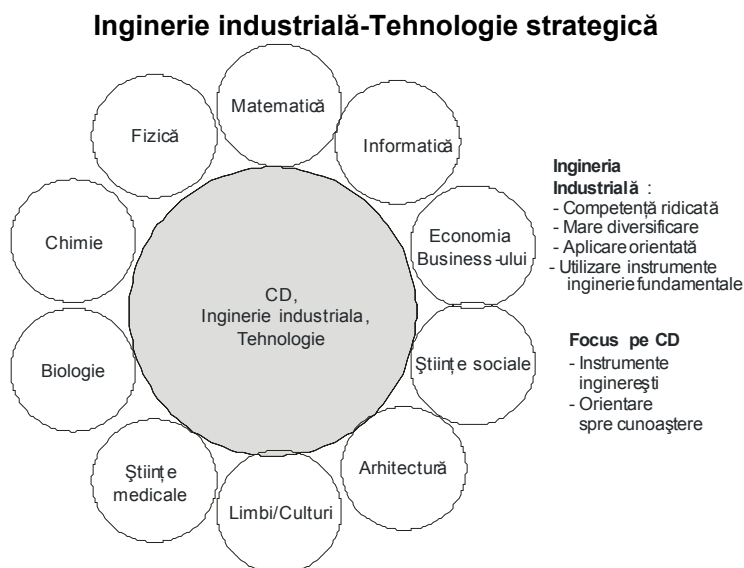 Inginerie industrială-Tehnologie strategică
Matematică
Fizică
Informatică
Chimie
Economia
Business-ului
CD,
Inginerie industriala,
Tehnologie
Biologie
Ştiinţe sociale
Ştiinţe
medicale
Arhitectură
Limbi/Culturi
Ingineria
Industrială :
- Competenţă ridicată
- Mare diversificare
- Aplicare orientată
- Utilizare instrumente
inginerie fundamentale
Focus pe CD
- Instrumente
inginereşti
- Orientare
spre cunoaştere